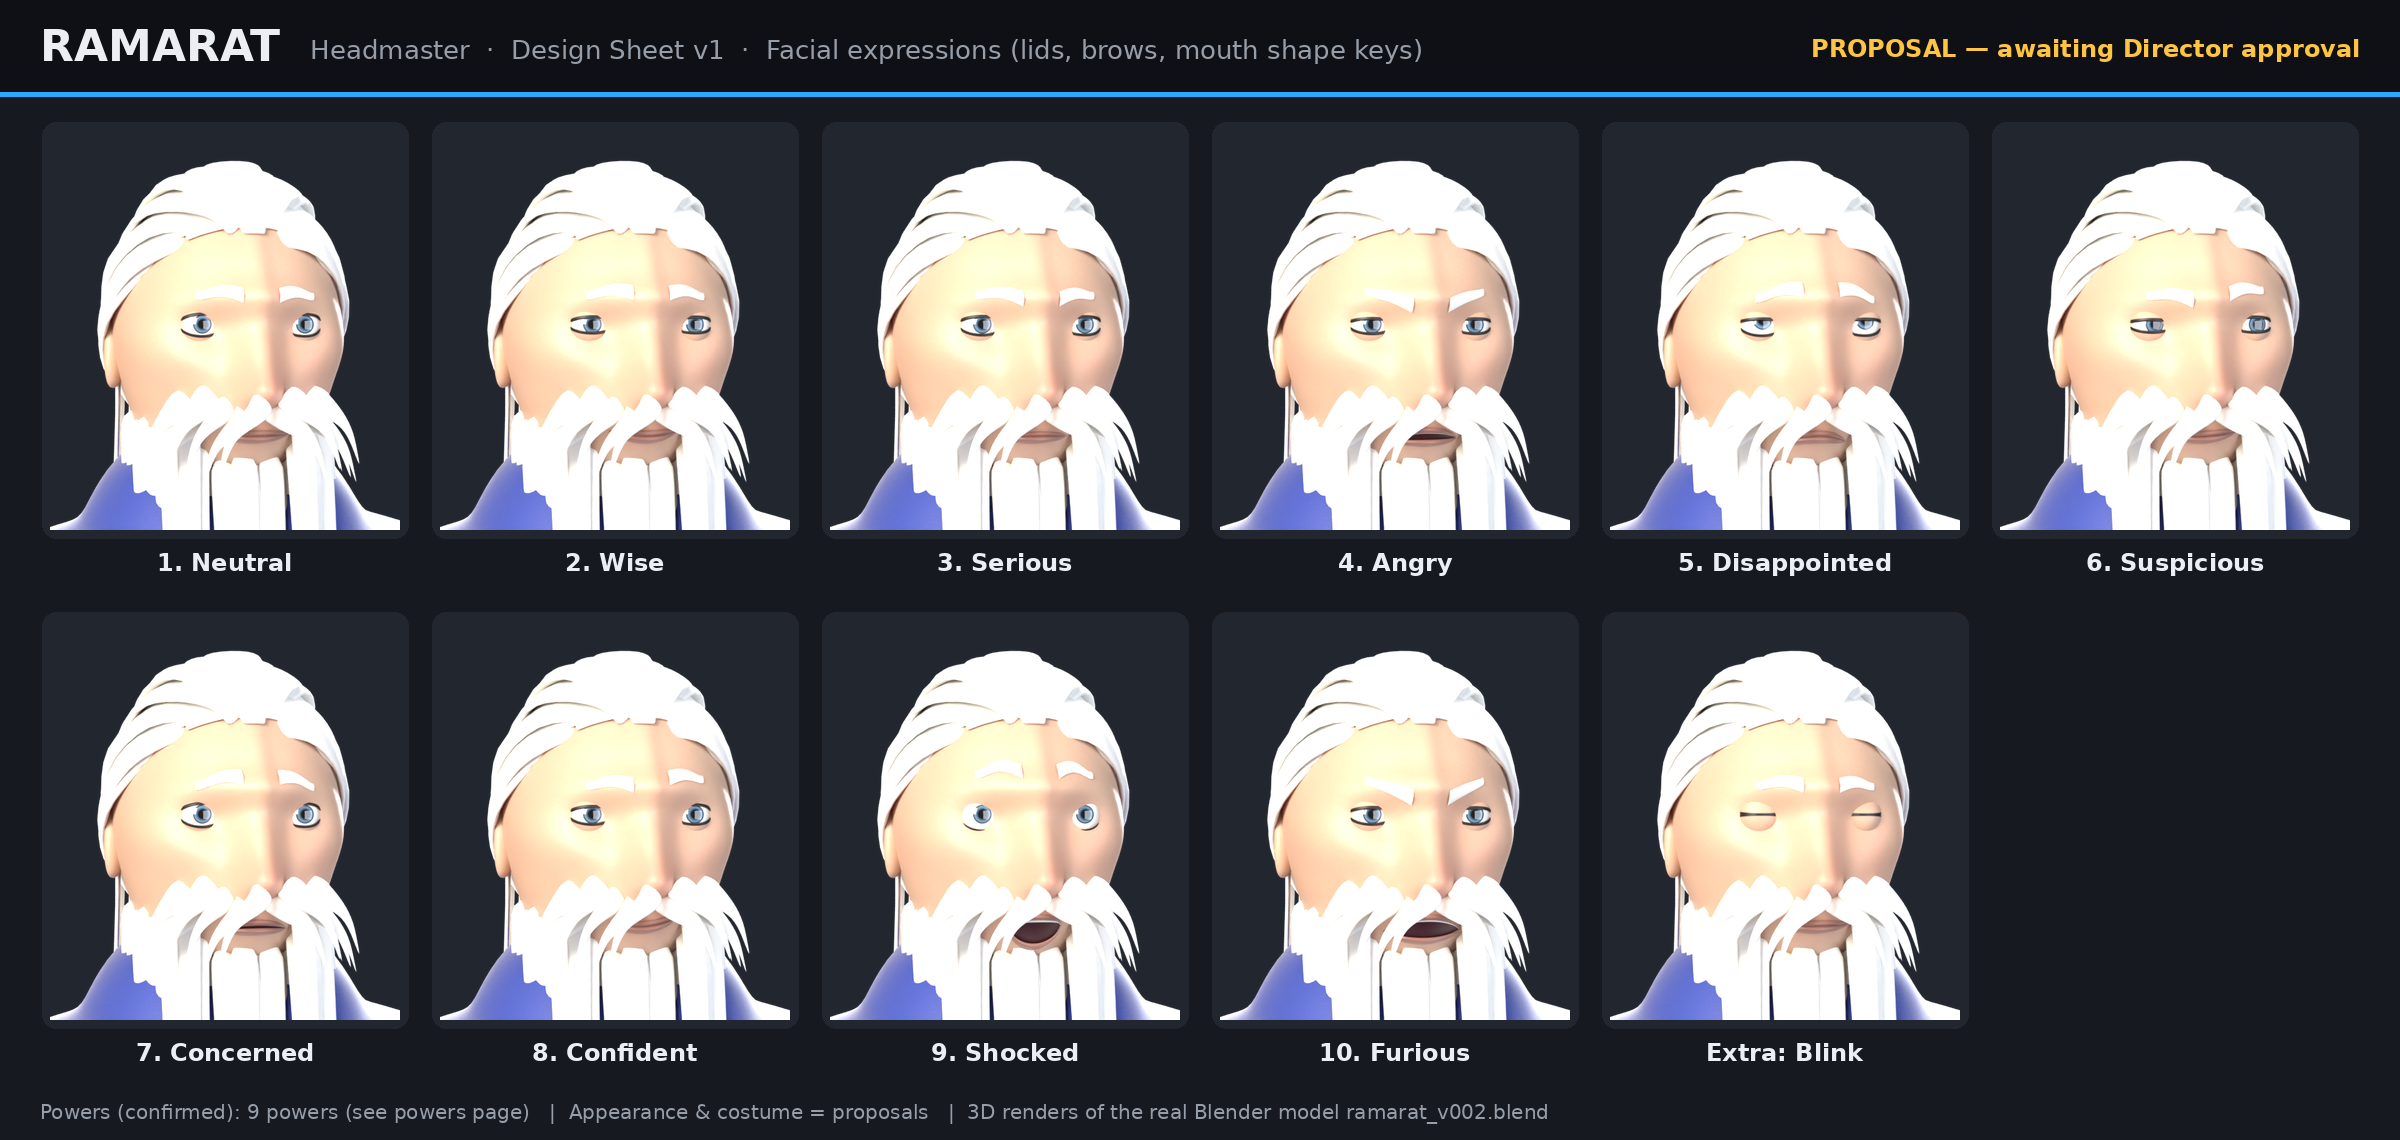 RAMARAT Headmaster · Design Sheet v1 · Facial expressions (lids, brows, mouth shape keys) PROPOSAL — awaiting Director approval
1. Neutral 2. Wise 3. Serious 4. Angry 5. Disappointed 6. Suspicious
7. Concerned 8. Confident 9. Shocked 10. Furious Extra: Blink
Powers (confirmed): 9 powers (see powers page) | Appearance & costume = proposals | 3D renders of the real Blender model ramarat_v002.blend